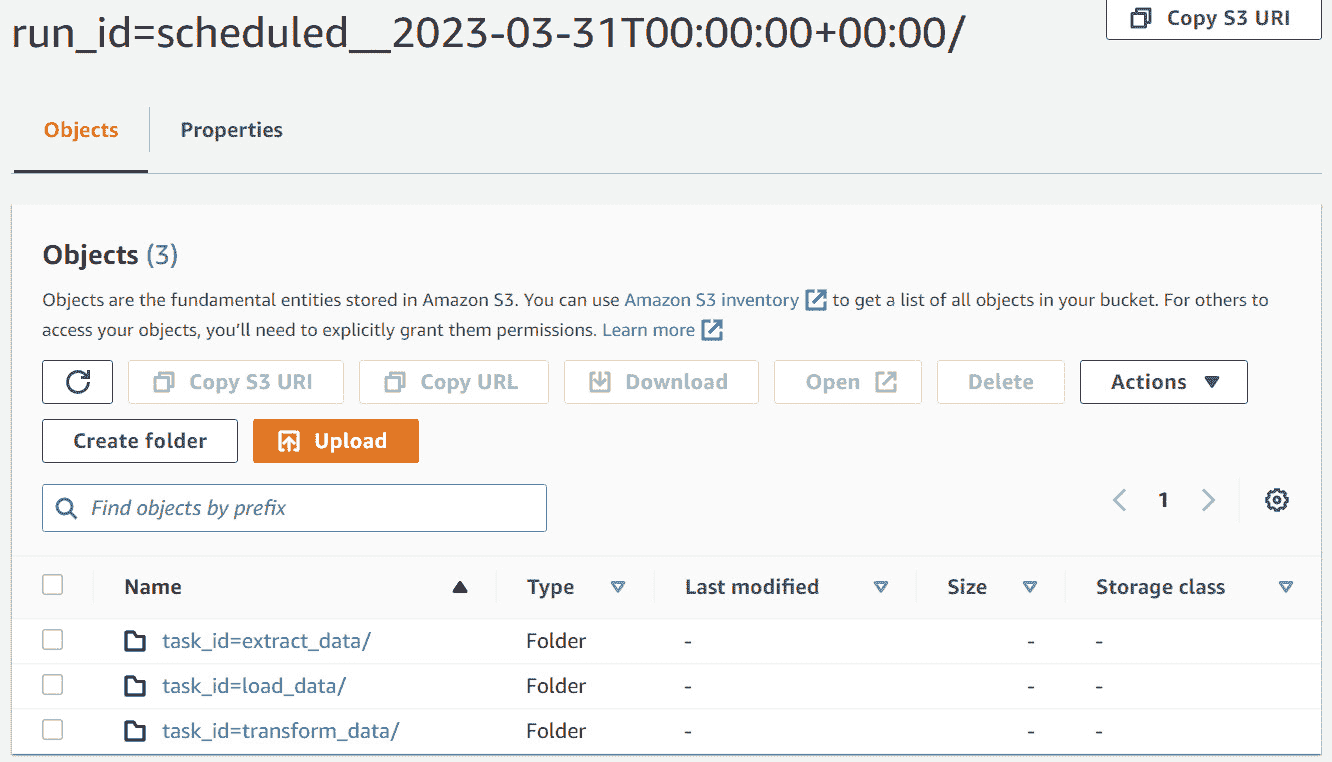 run_id=scheduled__2023-03-31T00:00:00+00:00/
Copy S3 URI
Objects
Properties
Objects (3)
Objects are the fundamental entities stored in Amazon S3. You can use Amazon S3 inventory to get a list of all objects in your bucket. For others to
access your objects, you’ll need to explicitly grant them permissions. Learn more
Copy S3 URI Copy URL Download Open Delete Actions
Create folder Upload
Find objects by prefix
1
Name Type Last modified Size Storage class
task_id=extract_data/ Folder - - -
task_id=load_data/ Folder - - -
task_id=transform_data/ Folder - - -